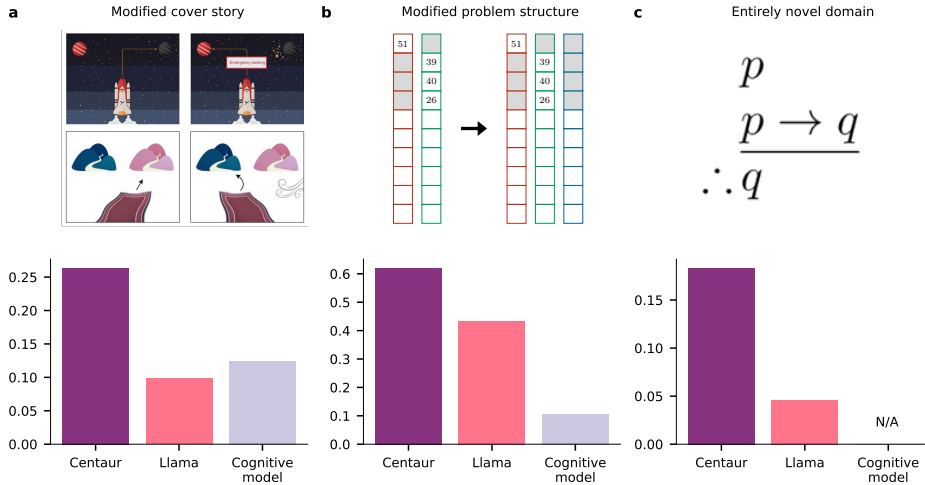 a Modified cover story
Emergency landing
0.25
0.20
0.15
0.10
0.05
0.00
Centaur Llama Cognitive
model
b Modified problem structure
51 51
39 39
40 40
26 26
0.6
0.5
0.4
0.3
0.2
0.1
0.0
Centaur Llama Cognitive
model
c Entirely novel domain
p
p → q
∴ q
0.15
0.10
0.05
0.00
N/A
Centaur Llama Cognitive
model